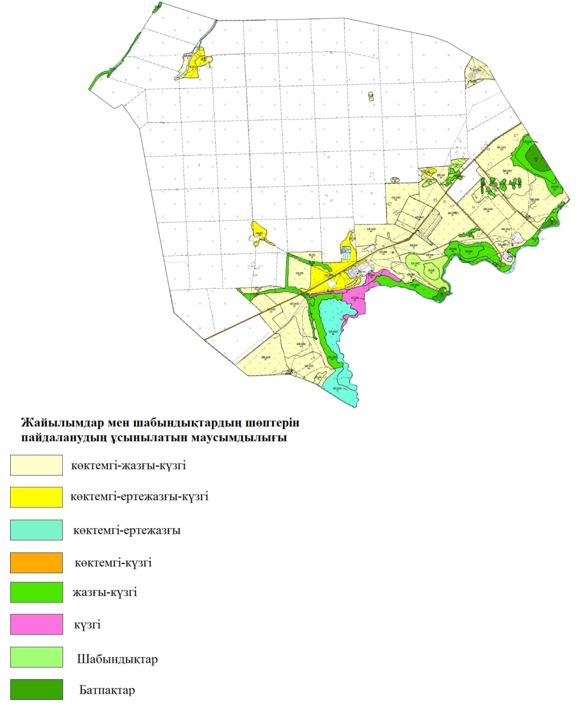 Жайылымдар мен шабындықтардың шөптерін
пайдаланудың ұсынылатын маусымдылығы
көктемгі-жазғы-күзгі
көктемгі-ертежазғы-күзгі
көктемгі-ертежазғы
көктемгі-күзгі
жазғы-күзгі
күзгі
Шабындықтар
Батпақтар